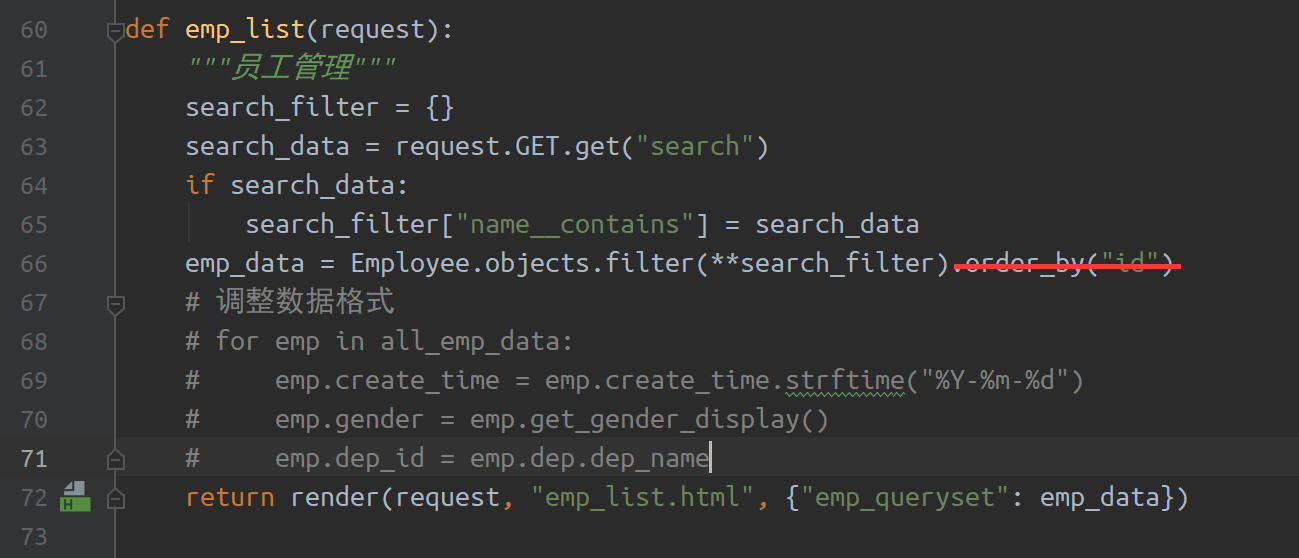 60 def emp_list(request):
61 """员工管理"""
62 search_filter = {}
63 search_data = request.GET.get("search")
64 if search_data:
65 search_filter["name__contains"] = search_data
66 emp_data = Employee.objects.filter(**search_filter).order_by("id")
67 # 调整数据格式
68 # for emp in all_emp_data:
69 #     emp.create_time = emp.create_time.strftime("%Y-%m-%d")
70 #     emp.gender = emp.get_gender_display()
71 #     emp.dep_id = emp.dep.dep_name
72 H return render(request, "emp_list.html", {"emp_queryset": emp_data})
73